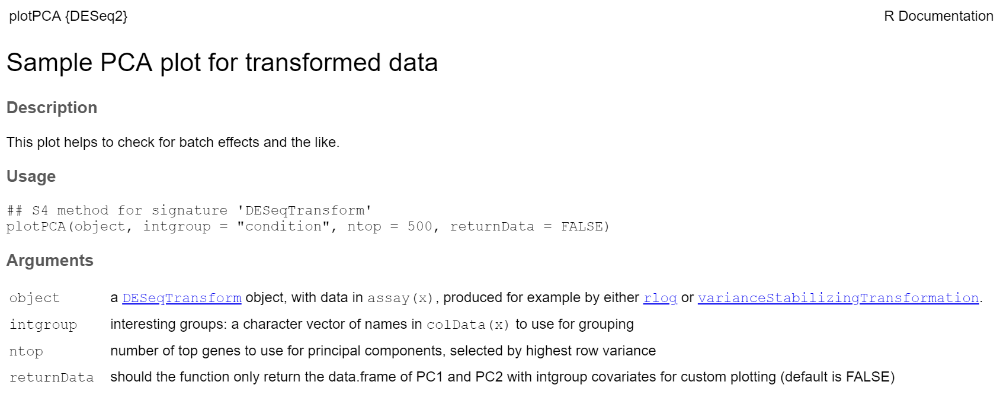 plotPCA {DESeq2} R Documentation
Sample PCA plot for transformed data
Description
This plot helps to check for batch effects and the like.
Usage
## S4 method for signature 'DESeqTransform'
plotPCA(object, intgroup = "condition", ntop = 500, returnData = FALSE)
Arguments
object a DESeqTransform object, with data in assay(x), produced for example by either rlog or varianceStabilizingTransformation.
intgroup interesting groups: a character vector of names in colData(x) to use for grouping
ntop number of top genes to use for principal components, selected by highest row variance
returnData should the function only return the data.frame of PC1 and PC2 with intgroup covariates for custom plotting (default is FALSE)